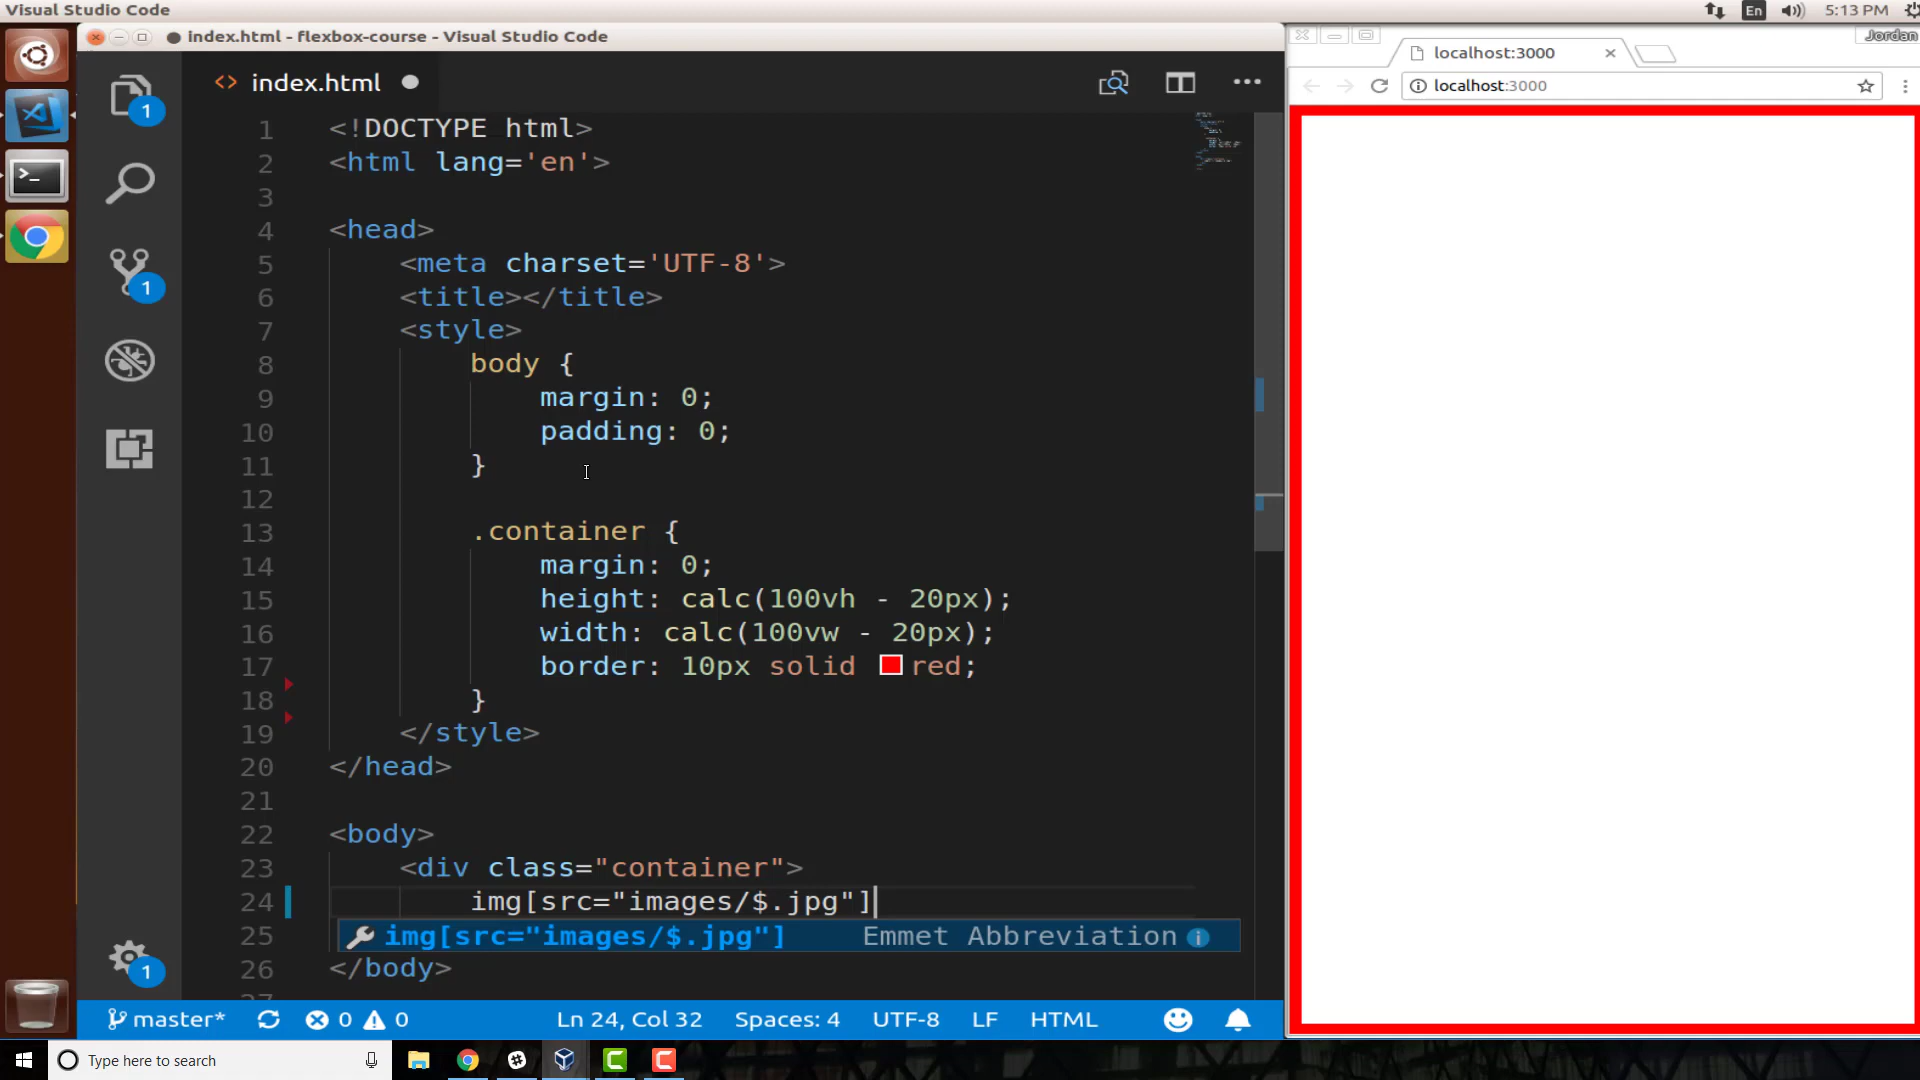 Visual Studio Code
En
5:13 PM
index.html - flexbox-course - Visual Studio Code
Jordan
localhost:3000
<> index.html
localhost:3000
1 <!DOCTYPE html>
2 <html lang='en'>
3
4 <head>
5 <meta charset='UTF-8'>
6 <title></title>
7 <style>
8 body {
9 margin: 0;
10 padding: 0;
11 }
12
13 .container {
14 margin: 0;
15 height: calc(100vh - 20px);
16 width: calc(100vw - 20px);
17 border: 10px solid red;
18 }
19 </style>
20 </head>
21
22 <body>
23 <div class="container">
24 img[src="images/$.jpg"]
25 img[src="images/$.jpg"] Emmet Abbreviation
26 </body>
1
1
1
master* 0 0 Ln 24, Col 32 Spaces: 4 UTF-8 LF HTML
Type here to search